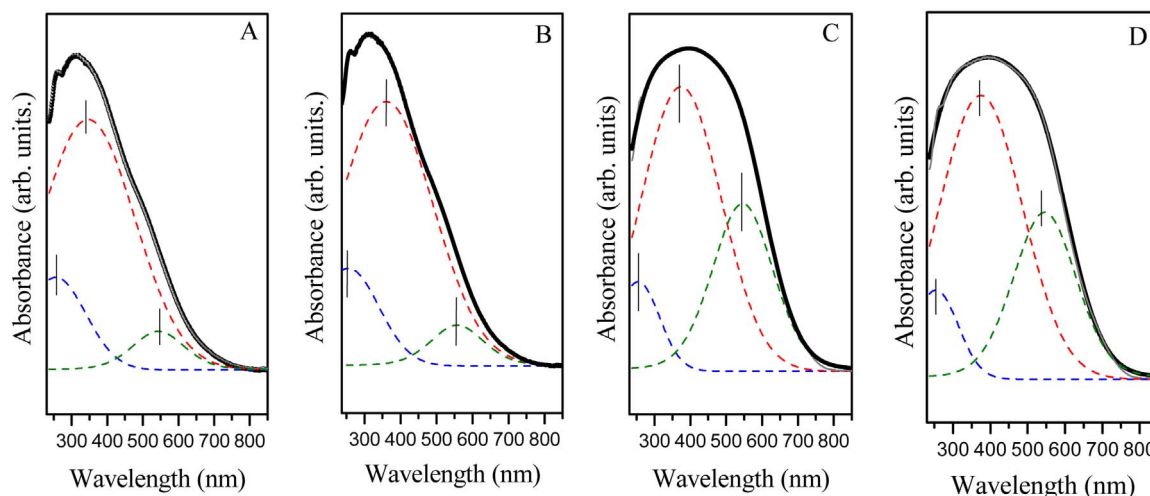 A
B
C
D
Absorbance (arb. units.)
Absorbance (arb. units)
Absorbance (arb. units)
Absorbance (arb. units)
300 400 500 600 700 800
300 400 500 600 700 800
300 400 500 600 700 800
300 400 500 600 700 800
Wavelength (nm)
Wavelength (nm)
Wavelength (nm)
Wavelength (nm)